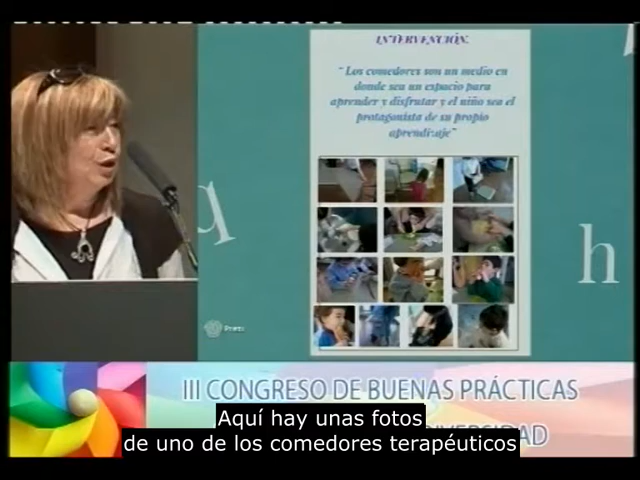 INTERVENCIÓN.
" Los comedores son un medio en
donde sea un espacio para
aprender y disfrutar y el niño sea el
protagonista de su propio
aprendizaje"
q
h
III CONGRESO DE BUENAS PRÁCTICAS
Aquí hay unas fotos
de uno de los comedores terapéuticos